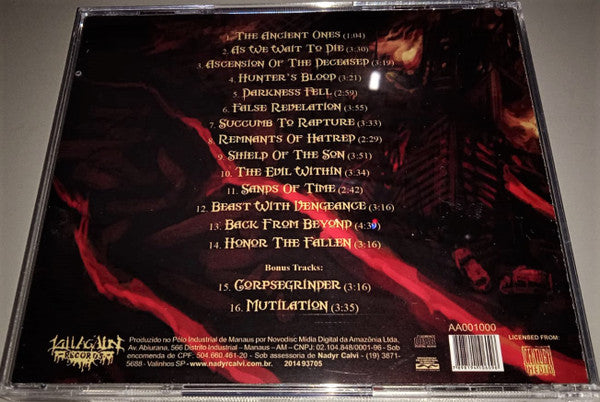 1. The Ancient Ones (1:04)
2. As We Wait To Die (3:30)
3. Ascension Of The Deceased (3:19)
4. Hunter's Blood (3:21)
5. Darkness Fell (2:59)
6. False Revelation (3:55)
7. Succumb To Rapture (3:33)
8. Remnants Of Hatred (2:29)
9. Shield Of The Son (3:51)
10. The Evil Within (3:34)
11. Sands Of Time (2:42)
12. Beast With Vengeance (3:16)
13. Back From Beyond (4:39)
14. Honor The Fallen (3:16)
Bonus Tracks:
15. Corpsegrinder (3:16)
16. Mutilation (3:35)
Kill Again
Records
Produzido no Pólo Industrial de Manaus por Novodisc Mídia Digital da Amazônia Ltda.
Av. Abiurana, 566 Distrito Industrial – Manaus – AM – CNPJ: 02.104.848/0001-96 - Sob
encomenda de CPF: 504.660.461-20 - Sob assessoria de Nadyr Calvi - (19) 3871-
5688 - Valinhos SP - www.nadyrcalvi.com.br 2014 93705
AA001000
LICENSED FROM: